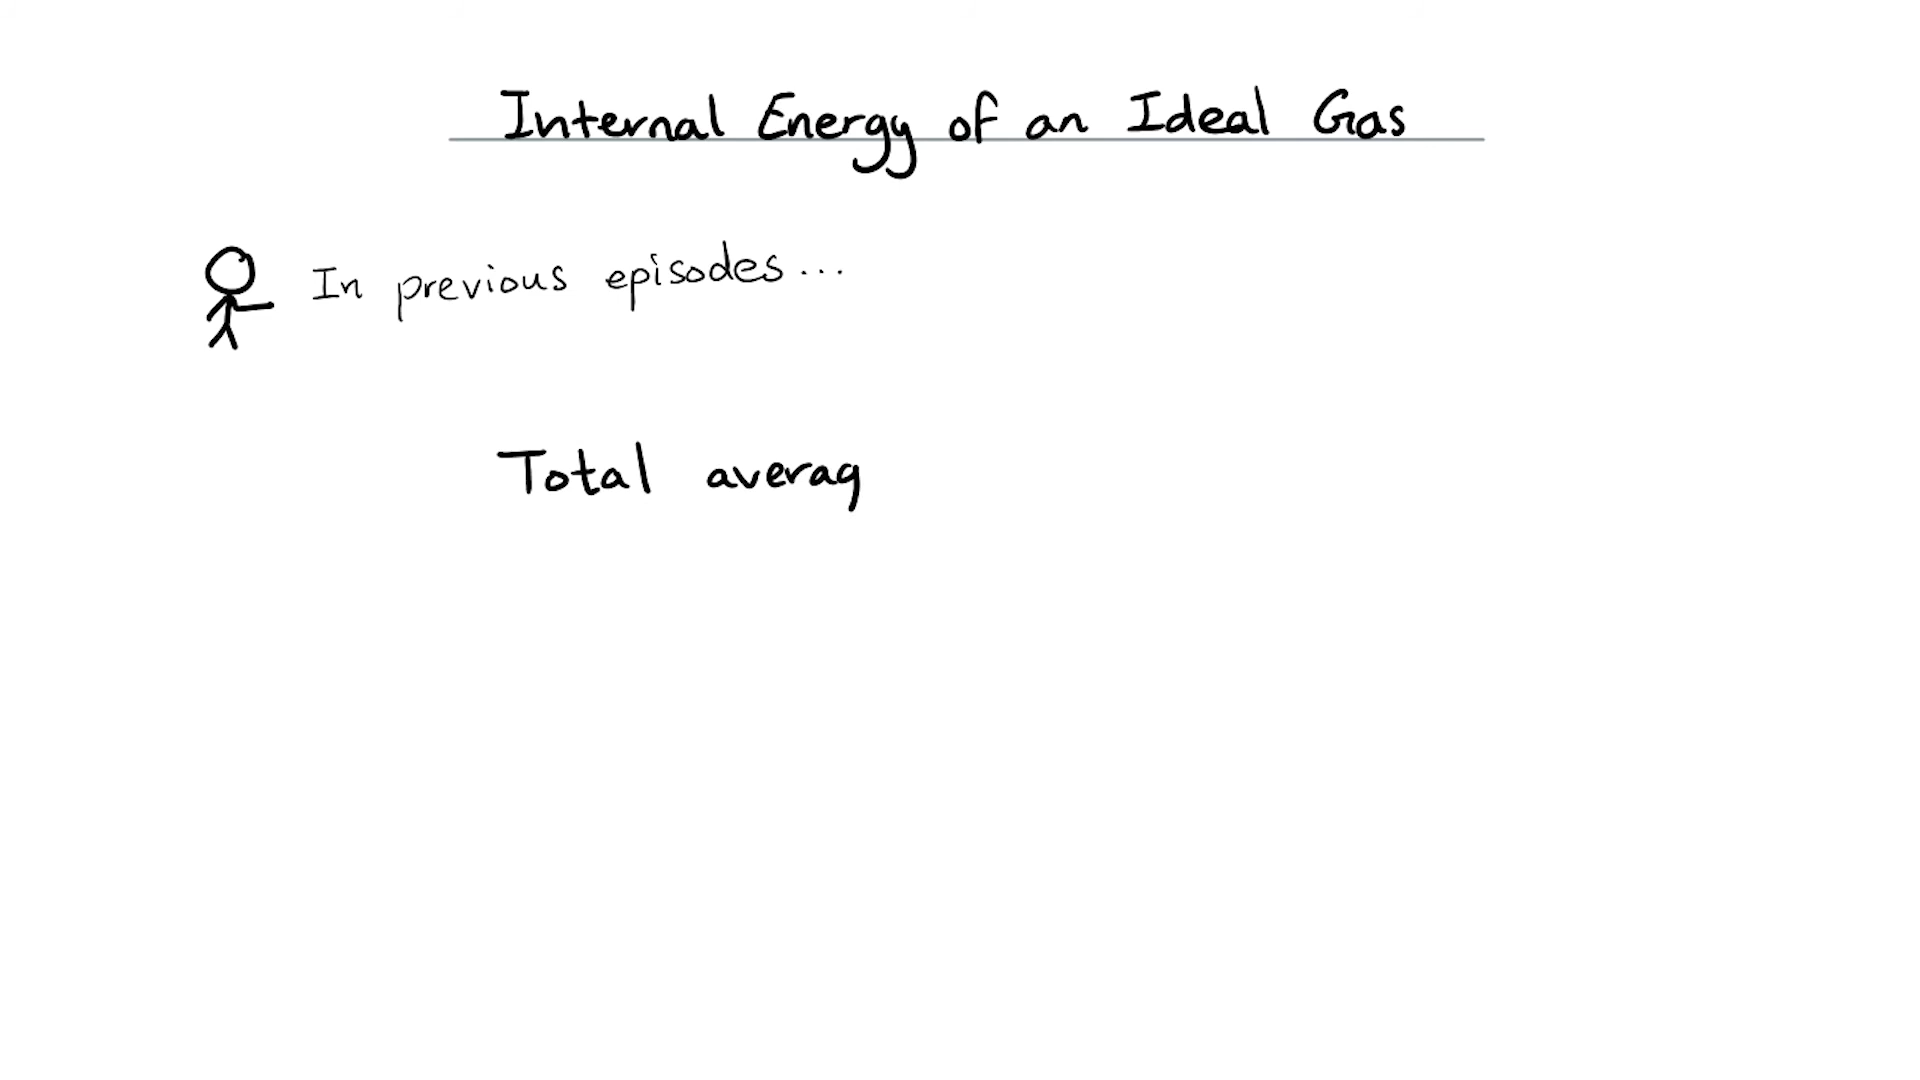 Internal Energy of an Ideal Gas
In previous episodes...
Total averag